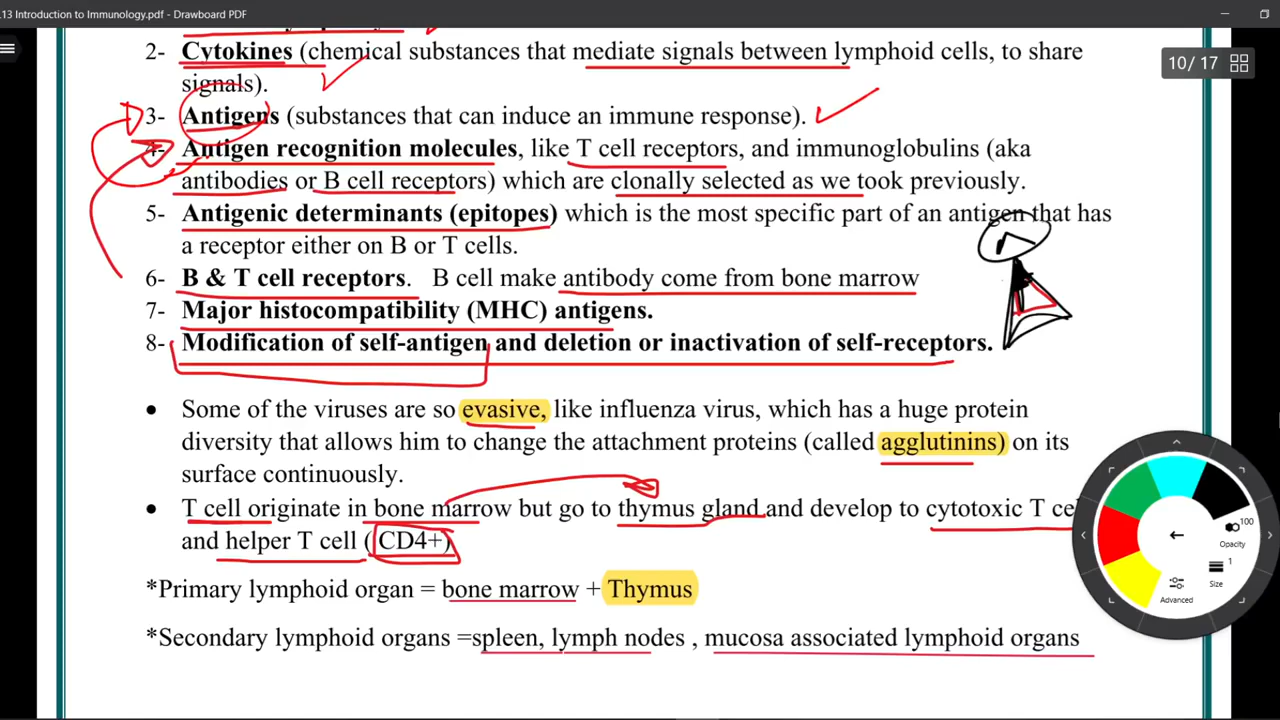 .13 Introduction to Immunology.pdf - Drawboard PDF
10/ 17
2- Cytokines (chemical substances that mediate signals between lymphoid cells, to share
signals).
3- Antigens (substances that can induce an immune response).
4- Antigen recognition molecules, like T cell receptors, and immunoglobulins (aka
antibodies or B cell receptors) which are clonally selected as we took previously.
5- Antigenic determinants (epitopes) which is the most specific part of an antigen that has
a receptor either on B or T cells.
6- B & T cell receptors. B cell make antibody come from bone marrow
7- Major histocompatibility (MHC) antigens.
8- Modification of self-antigen and deletion or inactivation of self-receptors.
• Some of the viruses are so evasive, like influenza virus, which has a huge protein
diversity that allows him to change the attachment proteins (called agglutinins) on its
surface continuously.
• T cell originate in bone marrow but go to thymus gland and develop to cytotoxic T ce
and helper T cell (CD4+)
*Primary lymphoid organ = bone marrow + Thymus
*Secondary lymphoid organs =spleen, lymph nodes , mucosa associated lymphoid organs
100
Opacity
1
Size
Advanced